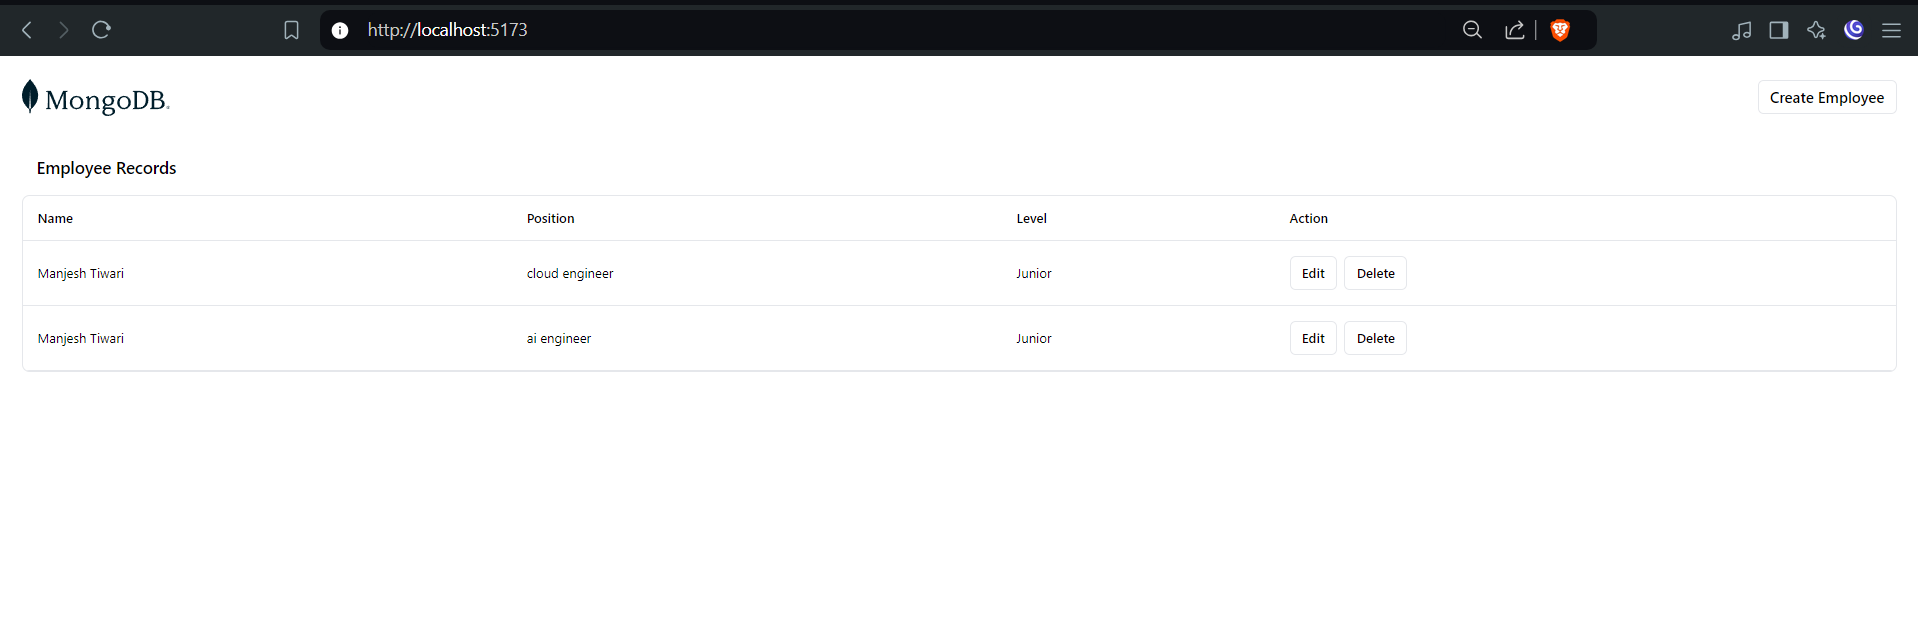 http://localhost:5173
MongoDB.
Create Employee
Employee Records
Name Position Level Action
Manjesh Tiwari cloud engineer Junior Edit Delete
Manjesh Tiwari ai engineer Junior Edit Delete